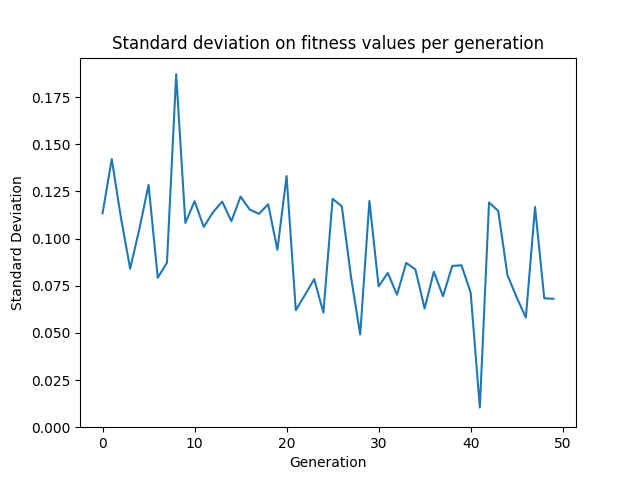 Standard deviation on fitness values per generation
0.175
0.150
0.125
0.100
0.075
0.050
0.025
0.000
Standard Deviation
0 10 20 30 40 50
Generation